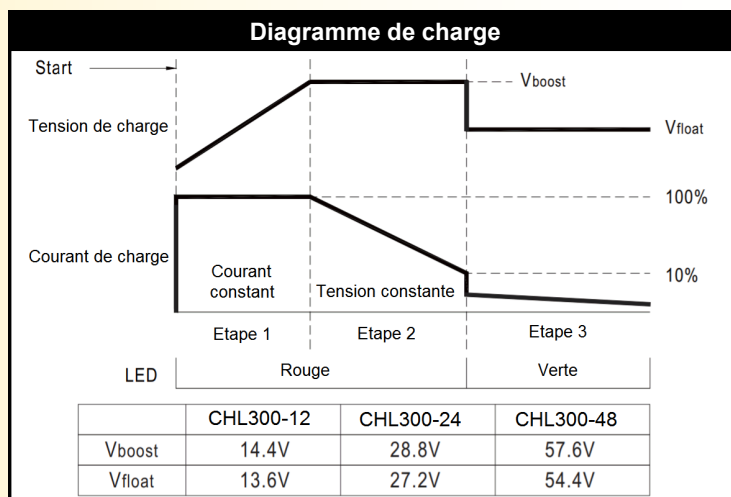 Diagramme de charge
Start
Vboost
Tension de charge
Vfloat
100%
Courant de charge
Courant
constant
Tension constante
10%
Etape 1 Etape 2 Etape 3
LED Rouge Verte
CHL300-12 CHL300-24 CHL300-48
Vboost 14.4V 28.8V 57.6V
Vfloat 13.6V 27.2V 54.4V